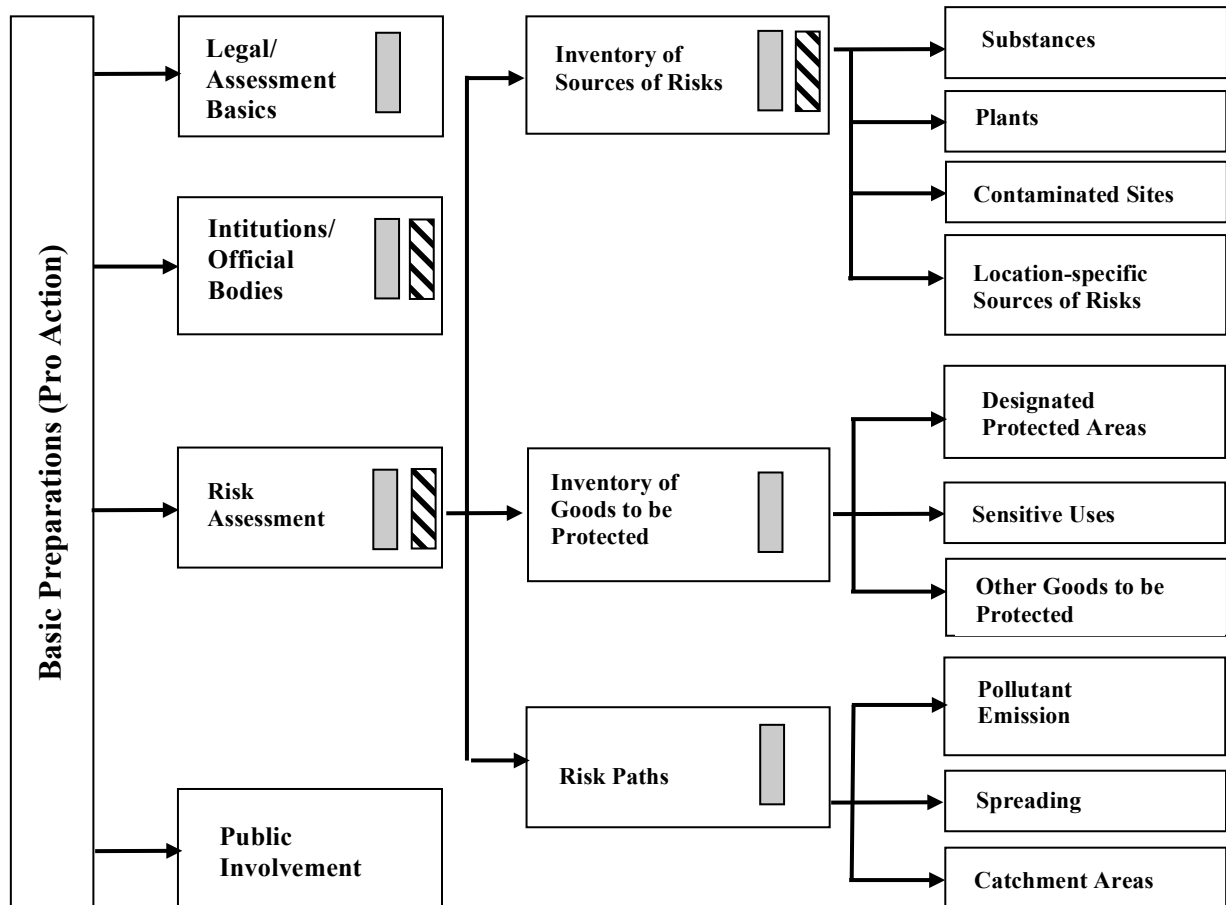 Basic Preparations (Pro Action)
Legal/
Assessment
Basics
Intitutions/
Official
Bodies
Risk
Assessment
Public
Involvement
Inventory of
Sources of Risks
Inventory of
Goods to be
Protected
Risk Paths
Substances
Plants
Contaminated Sites
Location-specific
Sources of Risks
Designated
Protected Areas
Sensitive Uses
Other Goods to be
Protected
Pollutant
Emission
Spreading
Catchment Areas